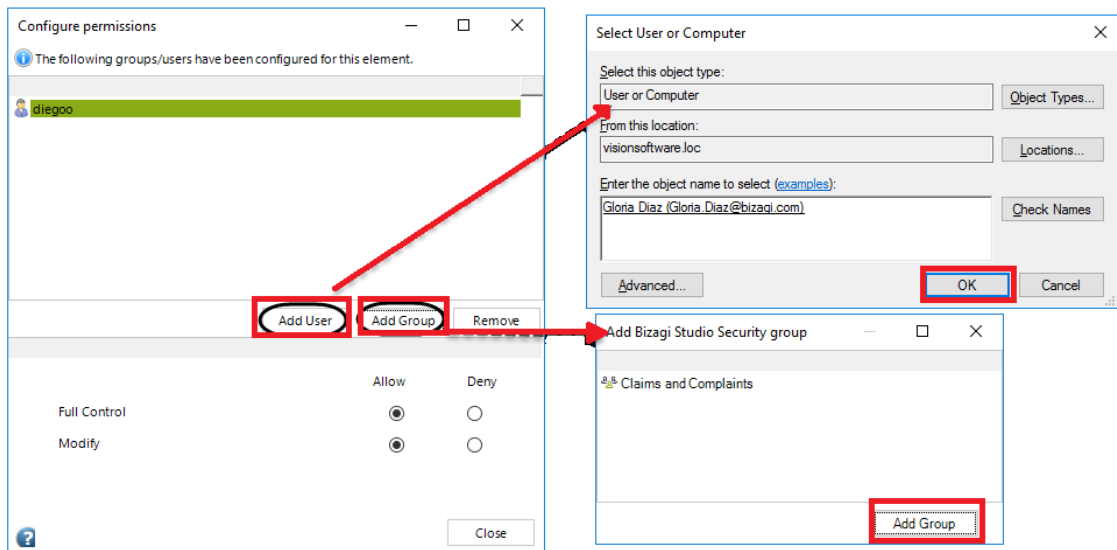 Configure permissions
The following groups/users have been configured for this element.
diegoo
Add User
Add Group
Remove
Allow
Deny
Full Control
Modify
Close
Select User or Computer
Select this object type:
User or Computer
Object Types...
From this location:
visionsoftware.loc
Locations...
Enter the object name to select (examples):
Gloria Diaz (Gloria.Diaz@bizagi.com)
Check Names
Advanced...
OK
Cancel
Add Bizagi Studio Security group
Claims and Complaints
Add Group